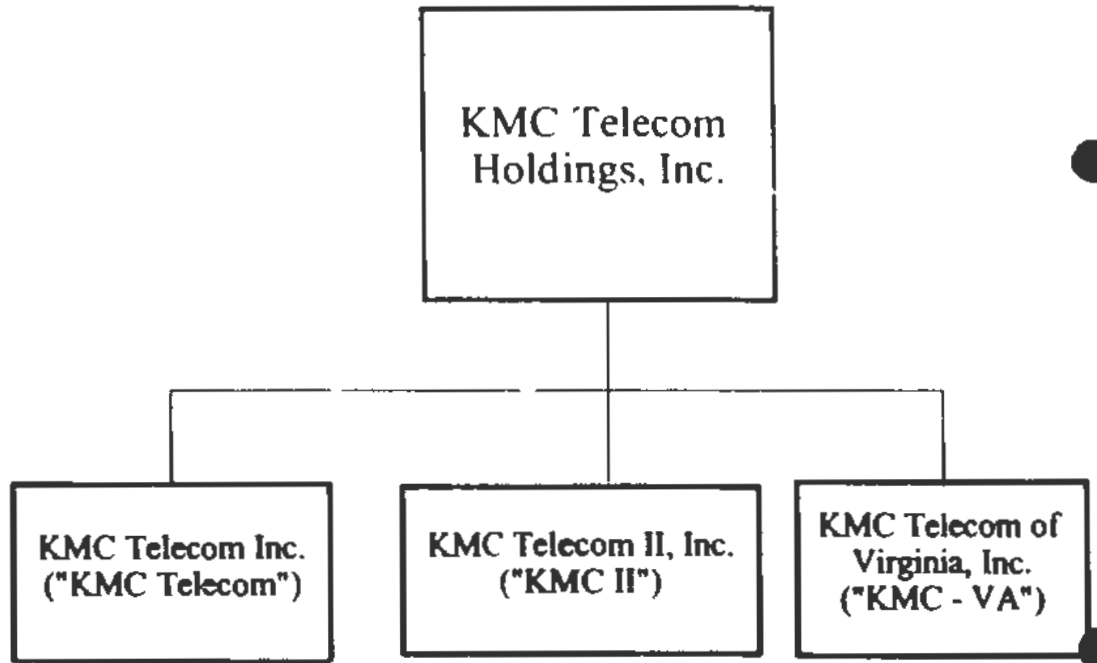 KMC Telecom
Holdings, Inc.
KMC Telecom Inc.
("KMC Telecom")
KMC Telecom II, Inc.
("KMC II")
KMC Telecom of
Virginia, Inc.
("KMC - VA")